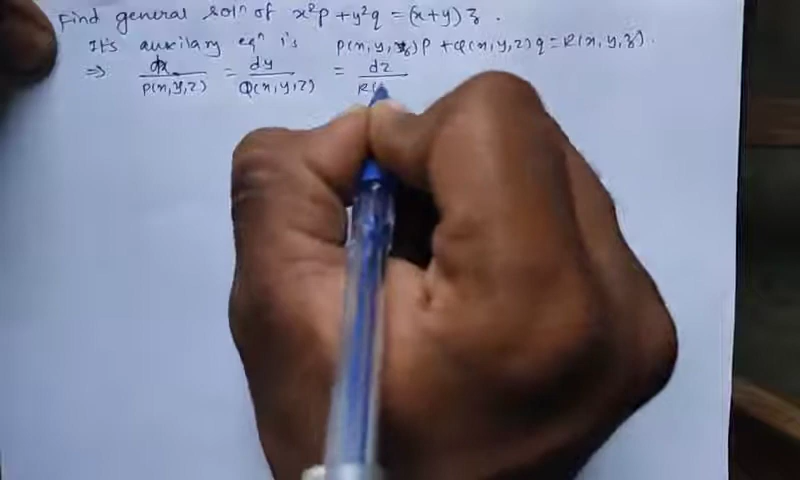 Find general solⁿ of x²p + y²q = (x+y) z .
It's auxilary eqⁿ is P(x,y,z)p + Q(x,y,z) q = R(x,y,z).
⇒ dx/P(x,y,z) = dy/Q(x,y,z) = dz/R(